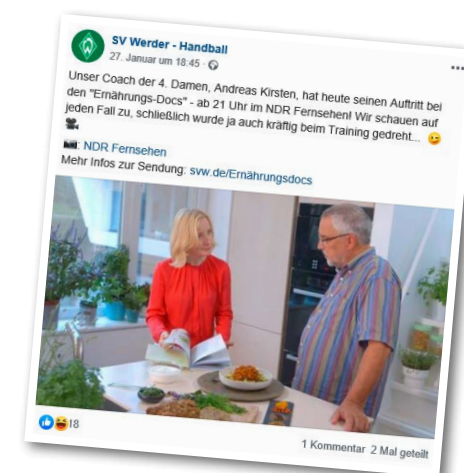 SV Werder - Handball
27. Januar um 18:45 ·
Unser Coach der 4. Damen, Andreas Kirsten, hat heute seinen Auftritt bei
den "Ernährungs-Docs" - ab 21 Uhr im NDR Fernsehen! Wir schauen auf
jeden Fall zu, schließlich wurde ja auch kräftig beim Training gedreht... 😉
🎥
📷: NDR Fernsehen
Mehr Infos zur Sendung: svw.de/Ernährungsdocs
18
1 Kommentar 2 Mal geteilt